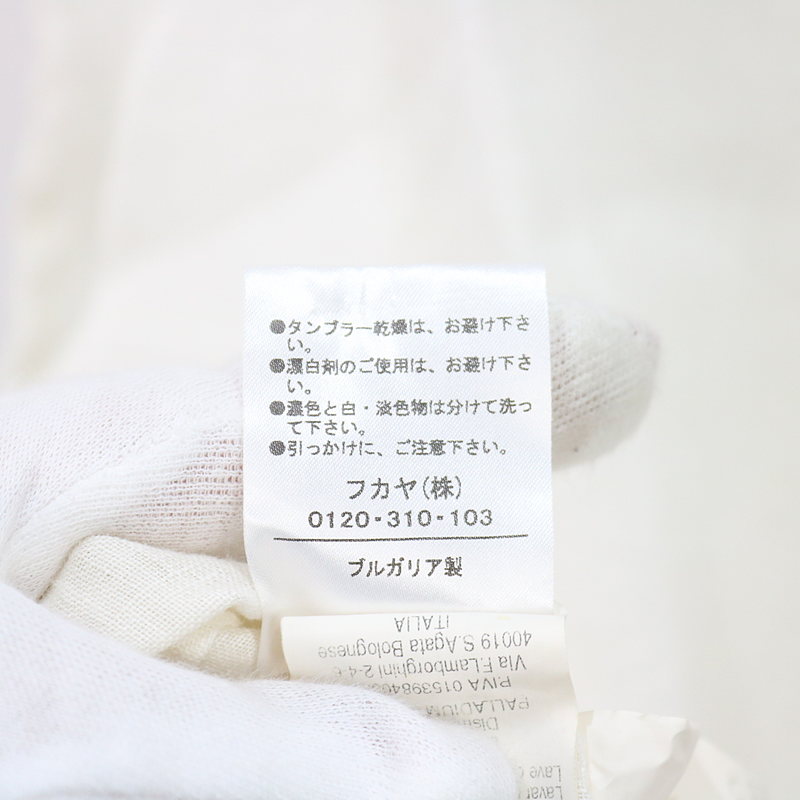 ●タンブラー乾燥は、お避け下さ
い。
●漂白剤のご使用は、お避け下さ
い。
●濃色と白・淡色物は分けて洗っ
て下さい。
●引っかけに、ご注意下さい。
フカヤ(株)
0120-310-103
ブルガリア製
ITALIA
40019 S.Agata Bolognese
Via F.Lamborghini 2-4-6
P.IVA
PALLADIUM
Lave
Lavar